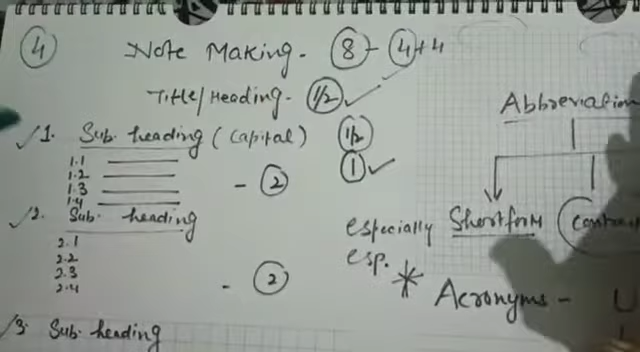 4
Note Making - 8 - 4+4
Title/Heading - 1/2
Abbreviation
1. Sub. heading (Capital) 1/2
1.1
1.2
1.3
1.4
- 2
1
2. Sub. heading
2.1
2.2
2.3
2.4
- 2
especially Shortform
esp.
* Acronyms - U
3. Sub. heading